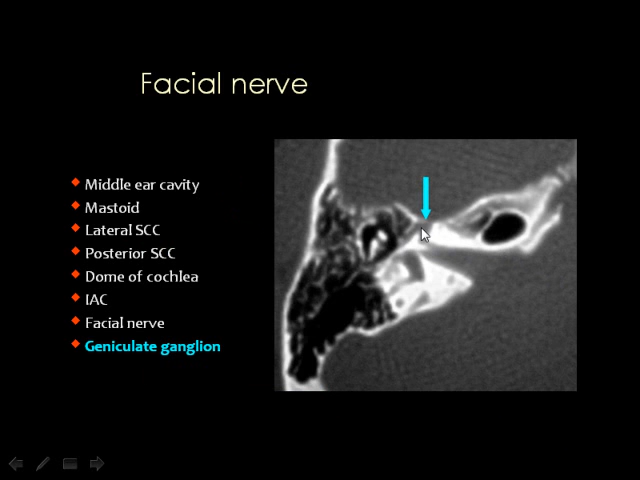 Facial nerve
Middle ear cavity
Mastoid
Lateral SCC
Posterior SCC
Dome of cochlea
IAC
Facial nerve
Geniculate ganglion